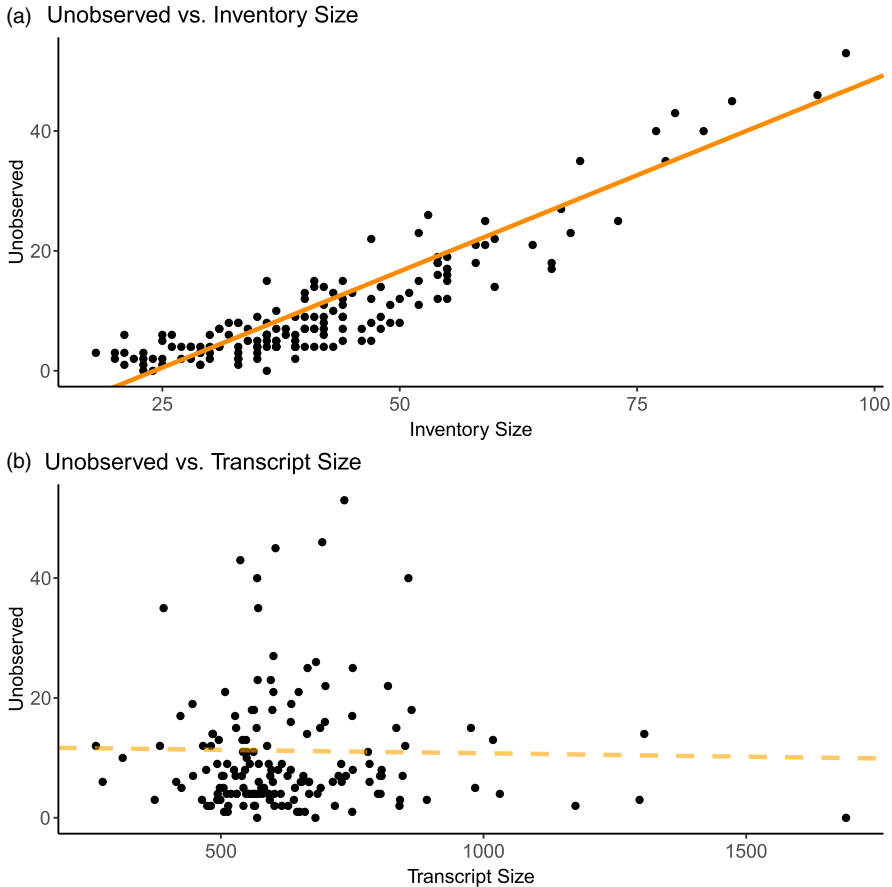 (a) Unobserved vs. Inventory Size
Unobserved
40
20
0
25 50 75 100
Inventory Size
(b) Unobserved vs. Transcript Size
Unobserved
40
20
0
500 1000 1500
Transcript Size